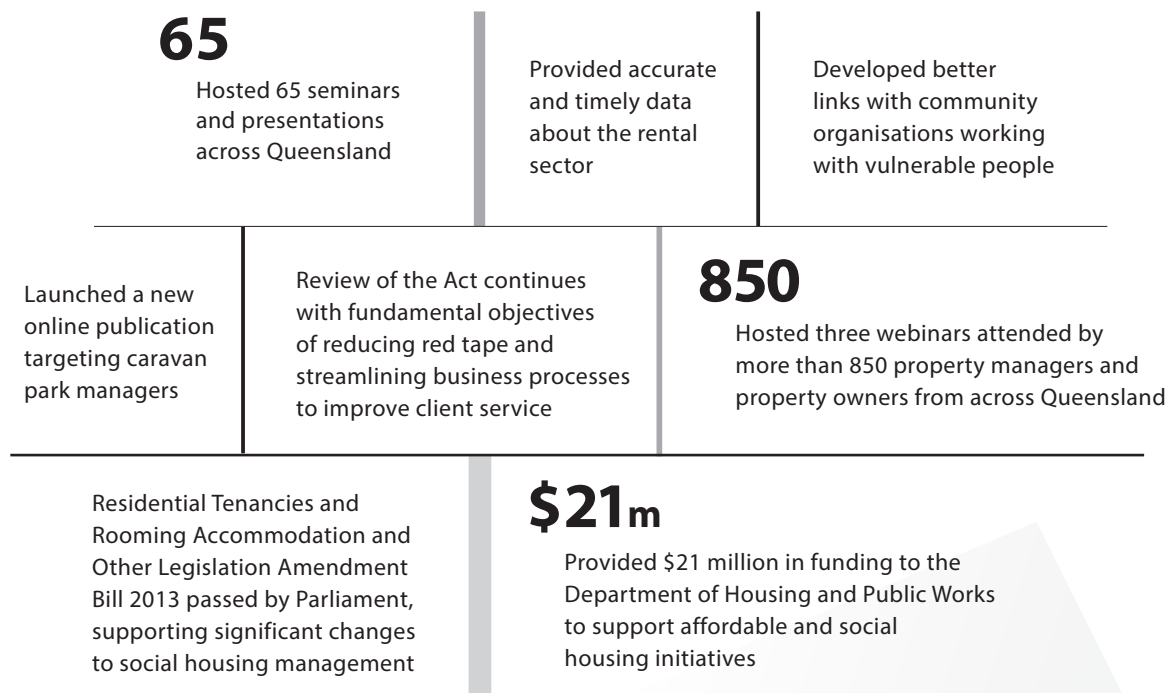 65
Hosted 65 seminars
and presentations
across Queensland
Provided accurate
and timely data
about the rental
sector
Developed better
links with community
organisations working
with vulnerable people
Launched a new
online publication
targeting caravan
park managers
Review of the Act continues
with fundamental objectives
of reducing red tape and
streamlining business processes
to improve client service
850
Hosted three webinars attended by
more than 850 property managers and
property owners from across Queensland
Residential Tenancies and
Rooming Accommodation and
Other Legislation Amendment
Bill 2013 passed by Parliament,
supporting significant changes
to social housing management
$21m
Provided $21 million in funding to the
Department of Housing and Public Works
to support affordable and social
housing initiatives